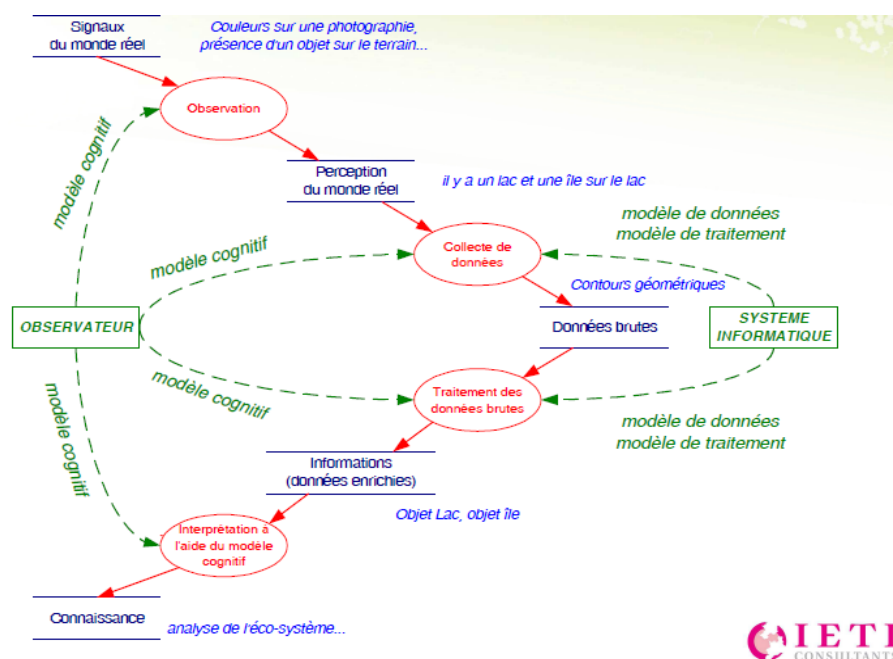 Signaux
du monde réel
Couleurs sur une photographie,
présence d'un objet sur le terrain...
Observation
modèle cognitif
Perception
du monde réel
il y a un lac et une île sur le lac
modèle de données
modèle de traitement
modèle cognitif
Collecte de
données
Contours géométriques
OBSERVATEUR
Données brutes
SYSTEME
INFORMATIQUE
modèle cognitif
Traitement des
données brutes
modèle de données
modèle de traitement
modèle cognitif
Informations
(données enrichies)
Objet Lac, objet île
Interprétation à
l'aide du modèle
cognitif
Connaissance
analyse de l'éco-système...
IETI
CONSULTANTS